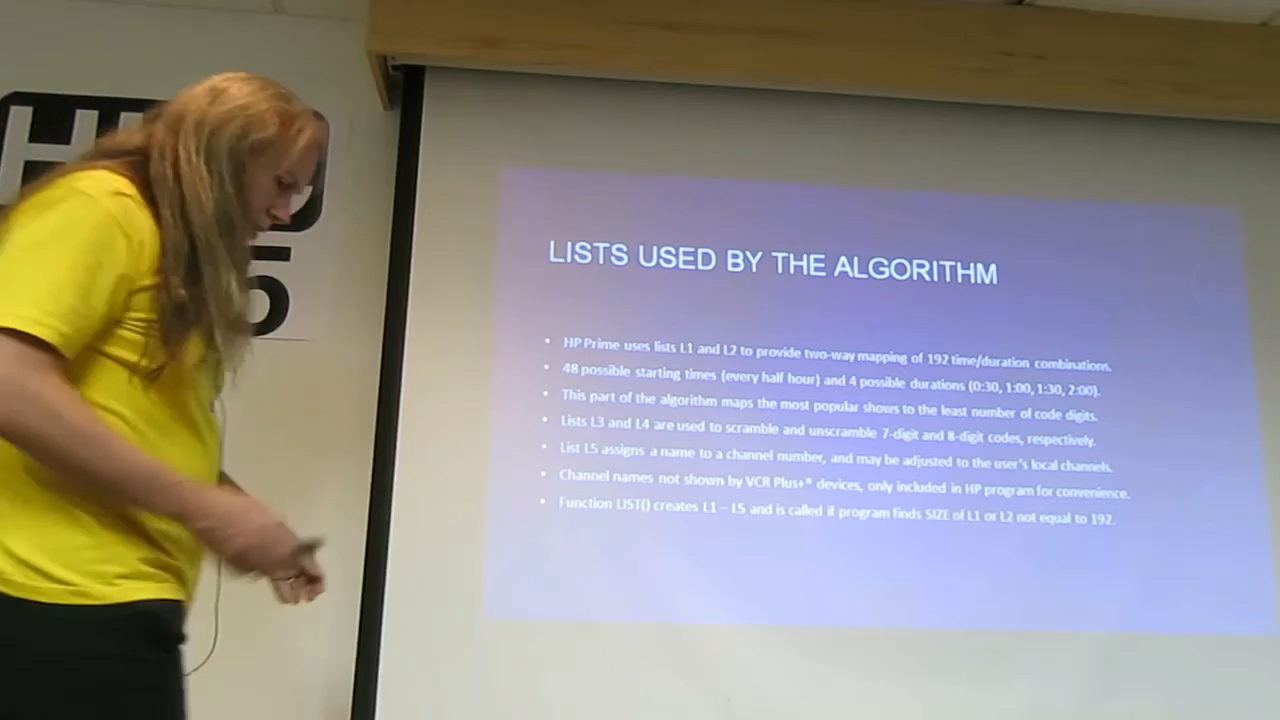 LISTS USED BY THE ALGORITHM
• HP Prime uses lists L1 and L2 to provide two-way mapping of 192 time/duration combinations.
• 48 possible starting times (every half hour) and 4 possible durations (0:30, 1:00, 1:30, 2:00).
• This part of the algorithm maps the most popular shows to the least number of code digits.
• Lists L3 and L4 are used to scramble and unscramble 7-digit and 8-digit codes, respectively.
• List L5 assigns a name to a channel number, and may be adjusted to the user's local channels.
• Channel names not shown by VCR Plus+® devices, only included in HP program for convenience.
• Function LIST() creates L1 – L5 and is called if program finds SIZE of L1 or L2 not equal to 192.